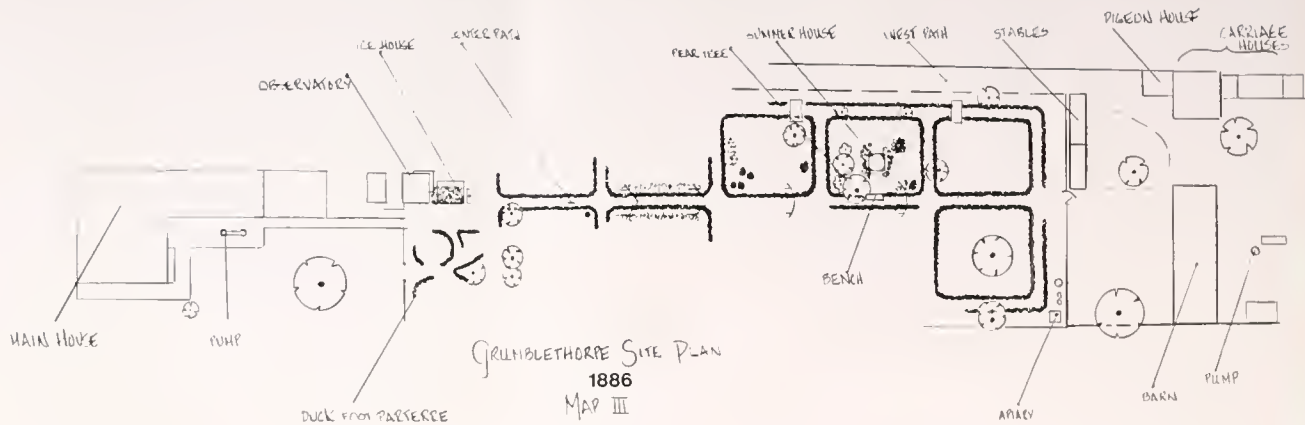 PIGEON HOUSE
CARRIAGE
HOUSES
ICE HOUSE
CENTER PATH
PEAR TREE
SUMMER HOUSE
WEST PATH
STABLES
OBSERVATORY
BENCH
MAIN HOUSE
PUMP
GRUMBLETHORPE SITE PLAN
1886
MAP III
DUCK FOOT PARTERRE
APIARY
BARN
PUMP